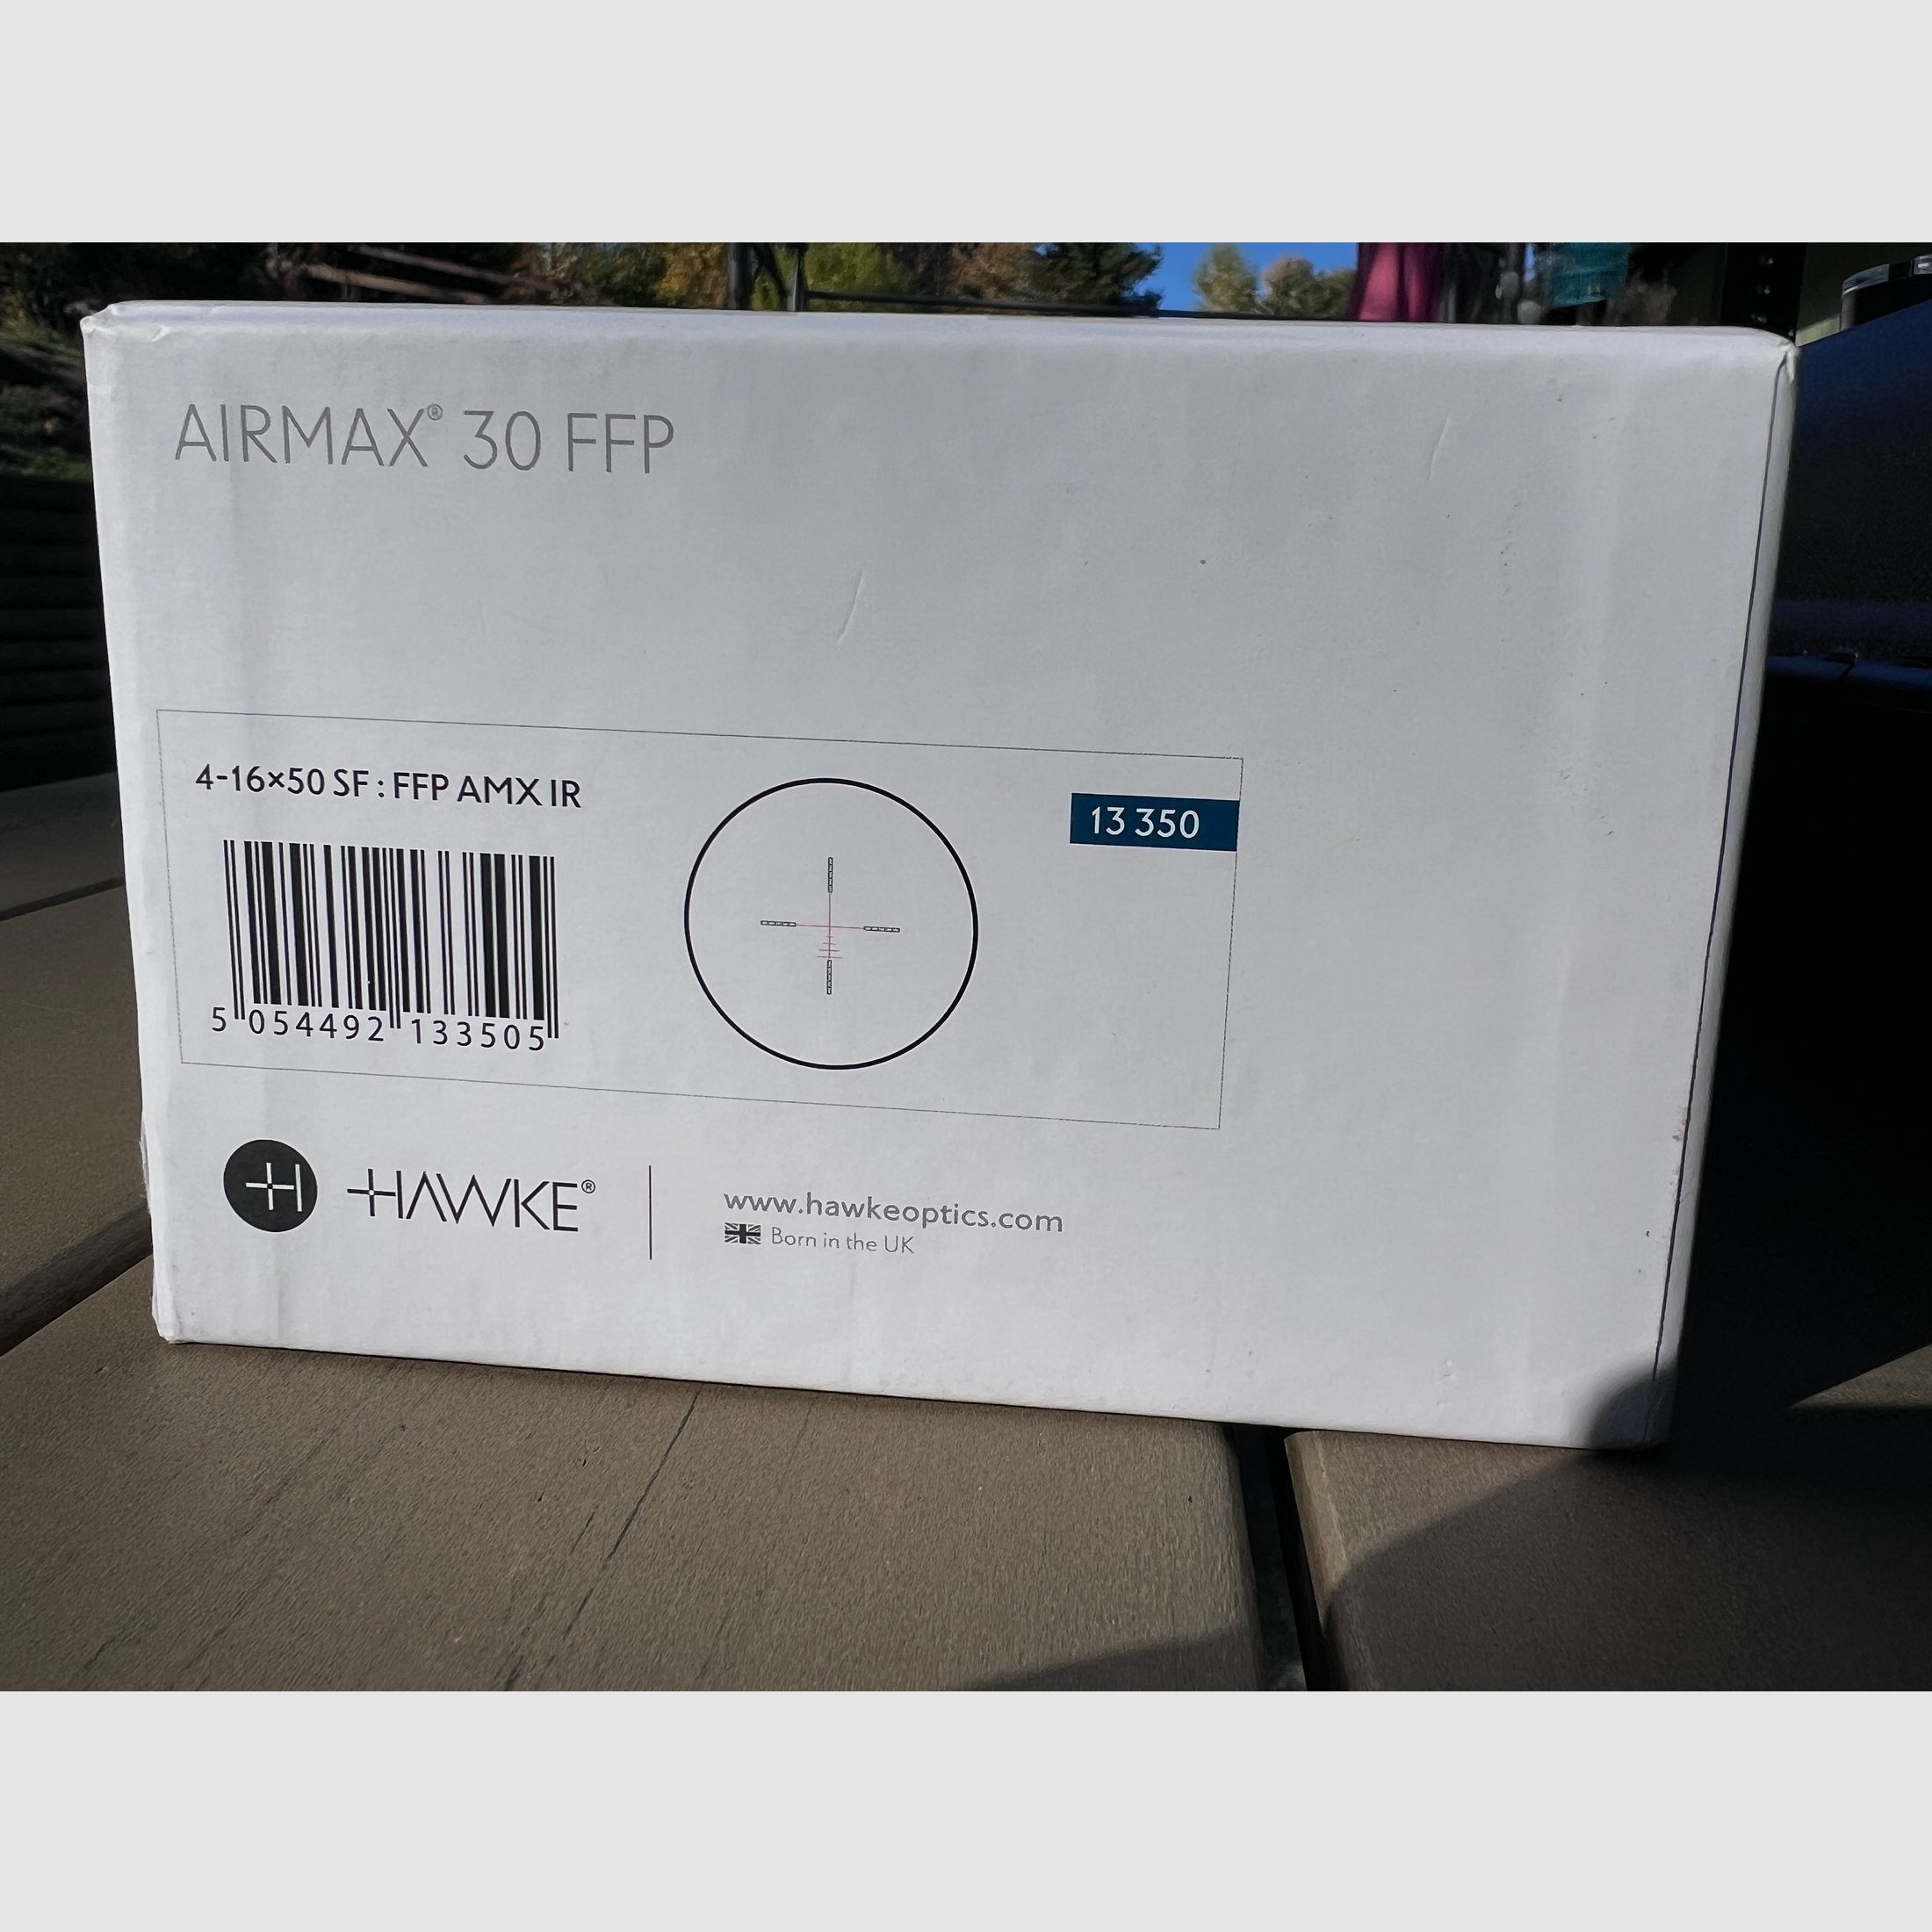 AIRMAX® 30 FFP
4-16×50 SF : FFP AMX IR
13 350
5 054492 133505
HAWKE®
www.hawkeoptics.com
Born in the UK